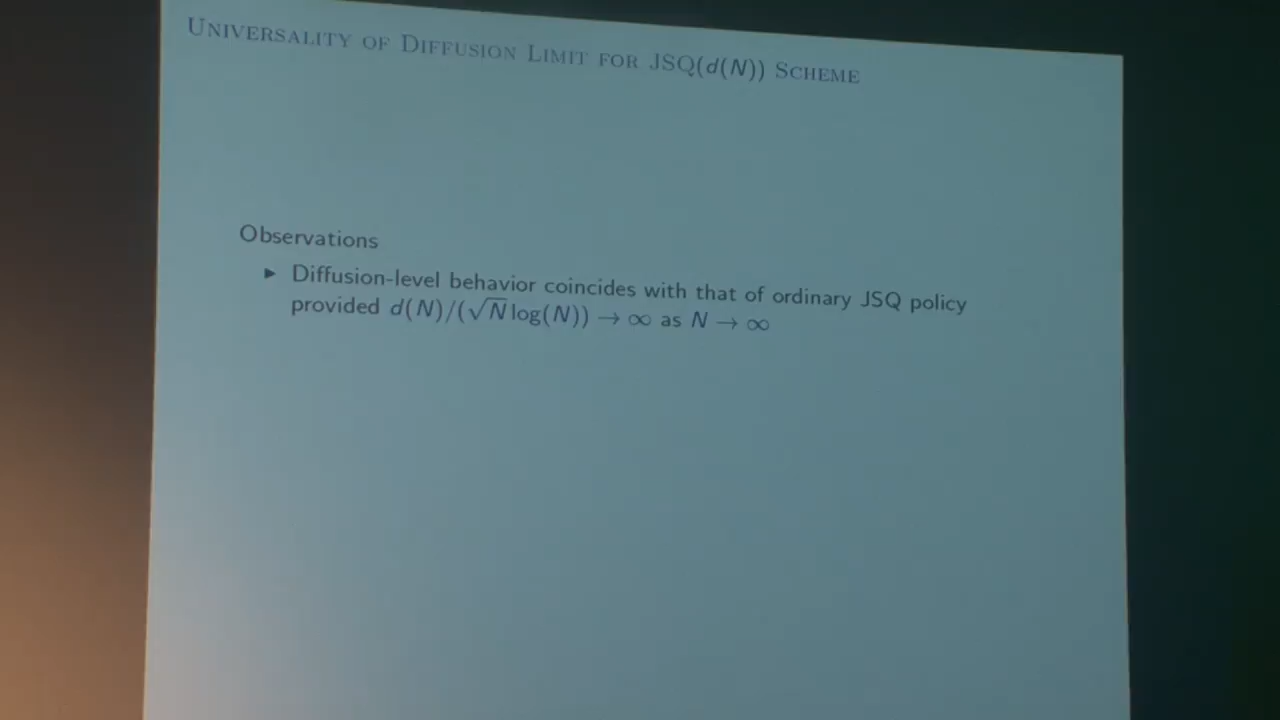 Universality of Diffusion Limit for JSQ(d(N)) Scheme
Observations
▶ Diffusion-level behavior coincides with that of ordinary JSQ policy
provided d(N)/(√N log(N)) → ∞ as N → ∞